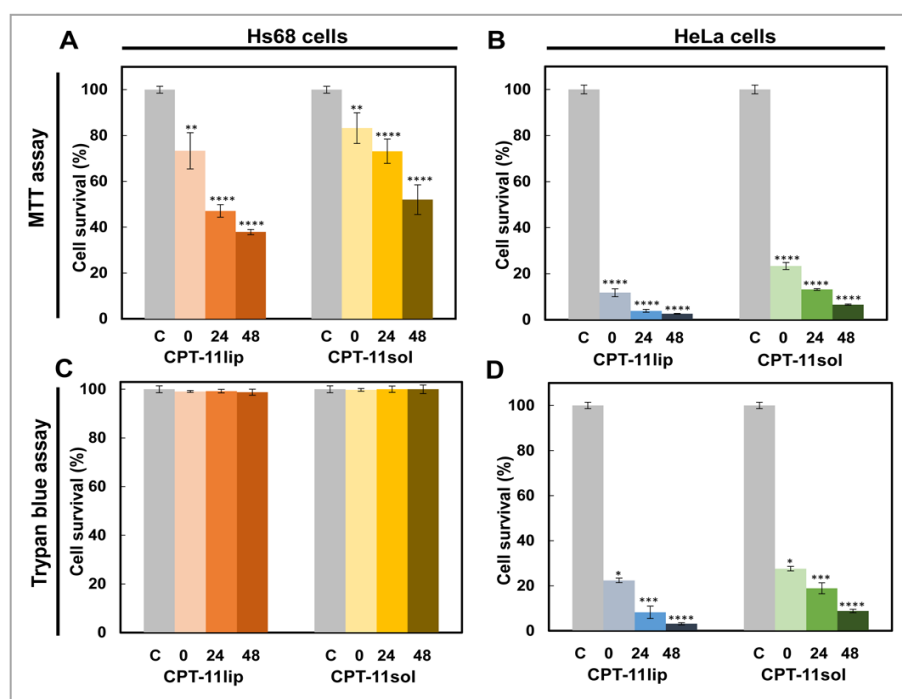 A
Hs68 cells
B
HeLa cells
MTT assay
Cell survival (%)
100
80
60
40
20
0
**
****
****
**
****
****
C 0 24 48 C 0 24 48
CPT-11lip CPT-11sol
Cell survival (%)
100
80
60
40
20
0
****
****
****
****
****
****
C 0 24 48 C 0 24 48
CPT-11lip CPT-11sol
C
D
Trypan blue assay
Cell survival (%)
100
80
60
40
20
0
C 0 24 48 C 0 24 48
CPT-11lip CPT-11sol
Cell survival (%)
100
80
60
40
20
0
*
***
****
*
***
****
C 0 24 48 C 0 24 48
CPT-11lip CPT-11sol